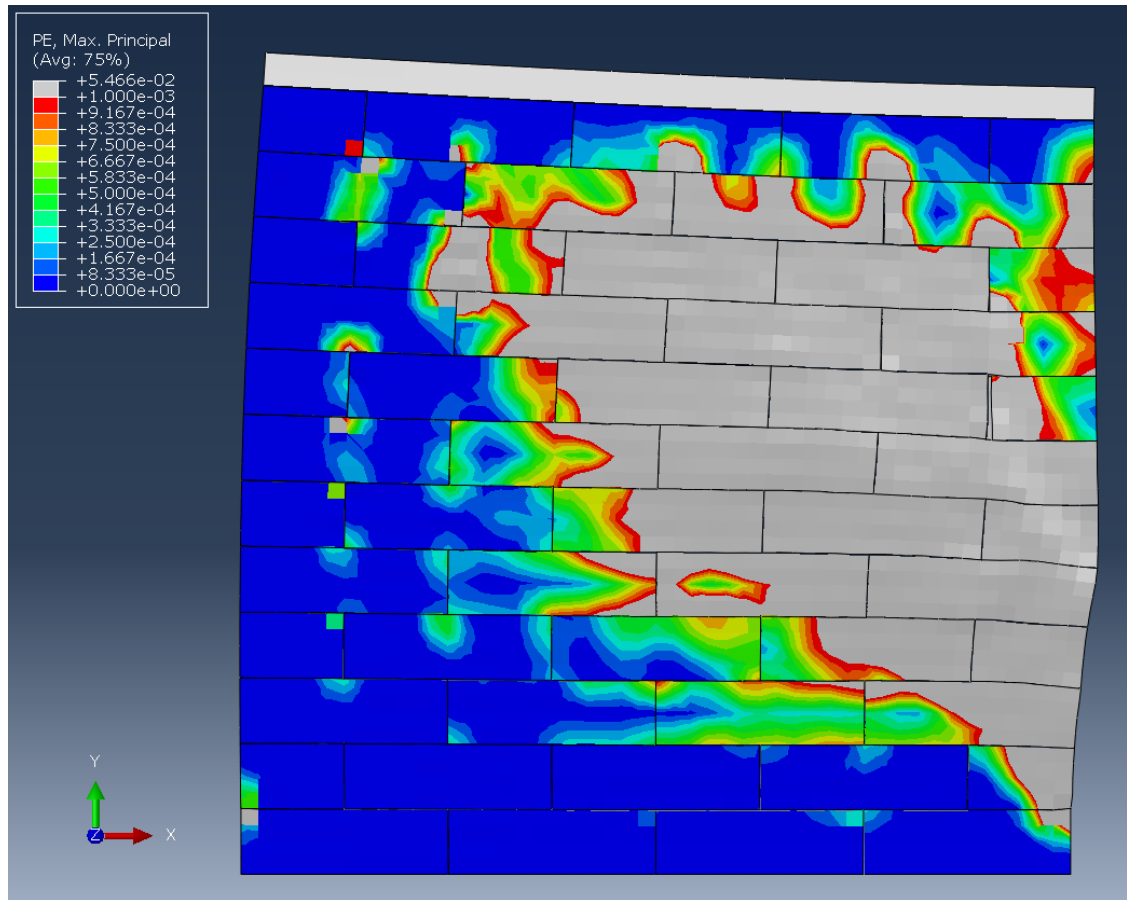 PE, Max. Principal
(Avg: 75%)
+5.466e-02
+1.000e-03
+9.167e-04
+8.333e-04
+7.500e-04
+6.667e-04
+5.833e-04
+5.000e-04
+4.167e-04
+3.333e-04
+2.500e-04
+1.667e-04
+8.333e-05
+0.000e+00
Y
Z
X